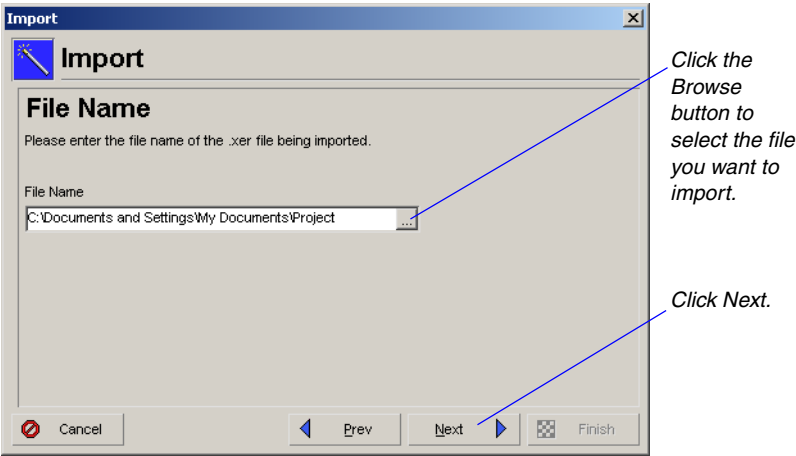 Import
Import
File Name
Please enter the file name of the .xer file being imported.
File Name
C:\Documents and Settings\My Documents\Project
...
Cancel
Prev
Next
Finish
Click the
Browse
button to
select the file
you want to
import.
Click Next.